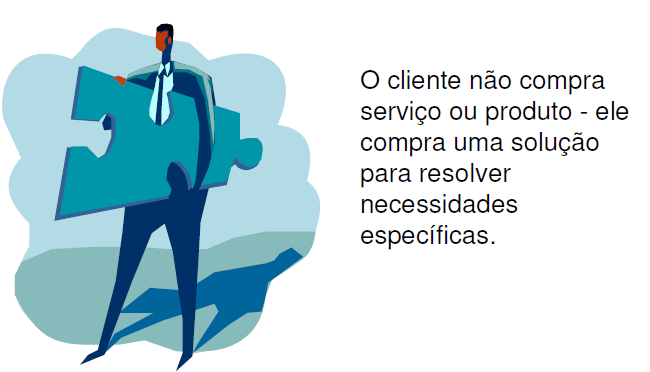 O cliente não compra
serviço ou produto - ele
compra uma solução
para resolver
necessidades
específicas.